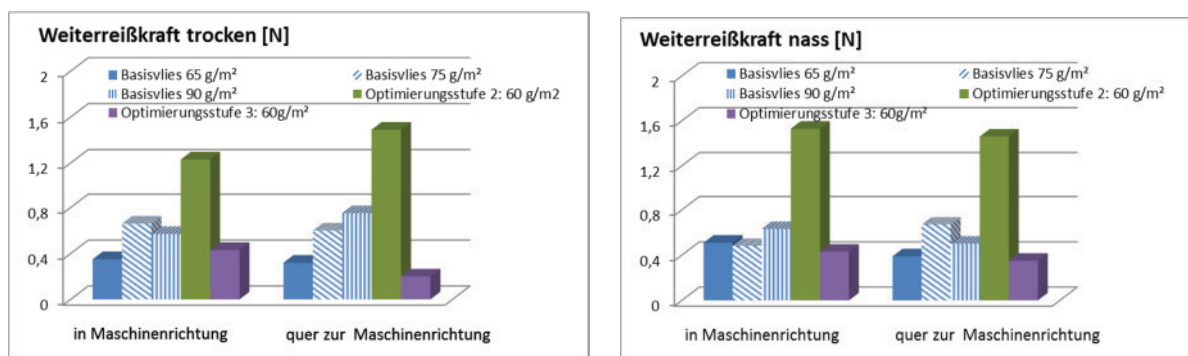 Weiterreißkraft trocken [N]
2
Basisvlies 65 g/m² Basisvlies 75 g/m²
Basisvlies 90 g/m² Optimierungsstufe 2: 60 g/m2
1,6
Optimierungsstufe 3: 60g/m²
1,2
0,8
0,4
0
in Maschinenrichtung quer zur Maschinenrichtung
Weiterreißkraft nass [N]
2
Basisvlies 65 g/m² Basisvlies 75 g/m²
Basisvlies 90 g/m² Optimierungsstufe 2: 60 g/m²
1,6
Optimierungsstufe 3: 60g/m²
1,2
0,8
0,4
0
in Maschinenrichtung quer zur Maschinenrichtung